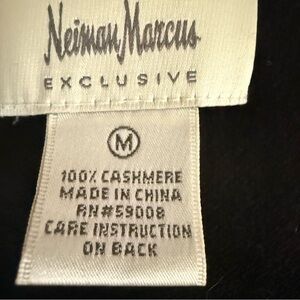 Neiman Marcus
EXCLUSIVE
M
100% CASHMERE
MADE IN CHINA
RN#59008
CARE INSTRUCTION
ON BACK